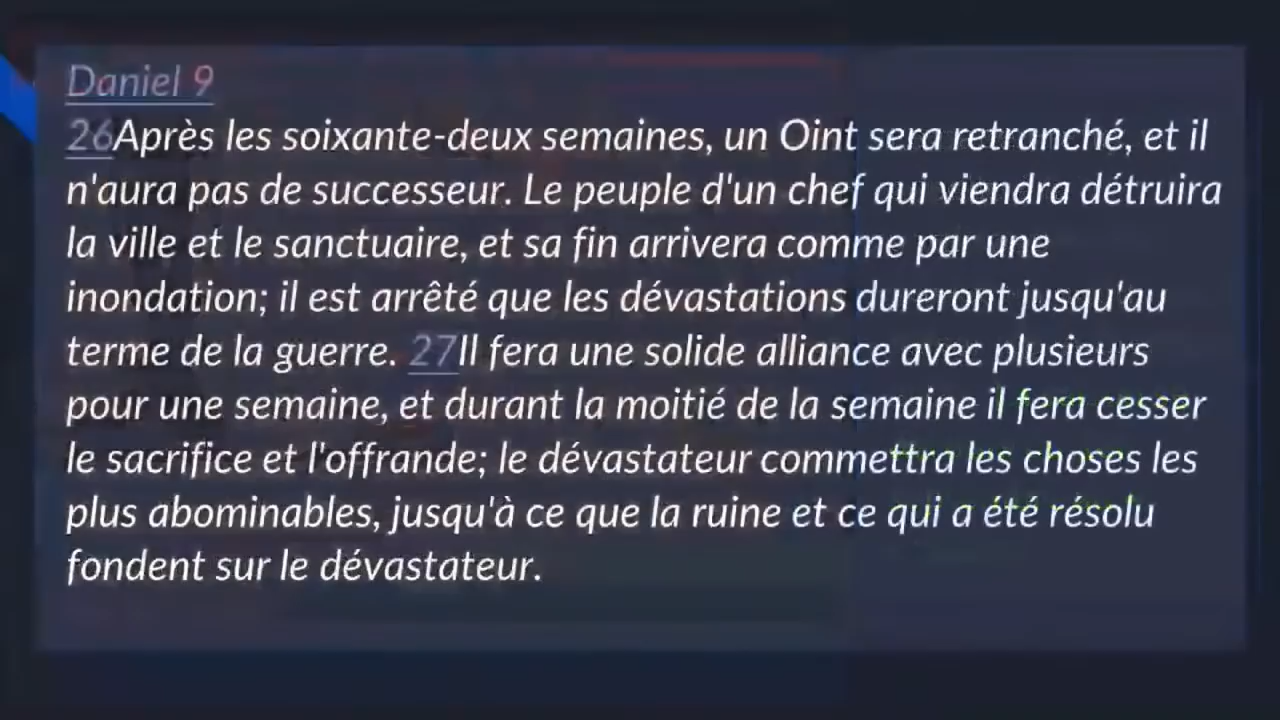 Daniel 9
26Après les soixante-deux semaines, un Oint sera retranché, et il
n'aura pas de successeur. Le peuple d'un chef qui viendra détruira
la ville et le sanctuaire, et sa fin arrivera comme par une
inondation; il est arrêté que les dévastations dureront jusqu'au
terme de la guerre. 27Il fera une solide alliance avec plusieurs
pour une semaine, et durant la moitié de la semaine il fera cesser
le sacrifice et l'offrande; le dévastateur commettra les choses les
plus abominables, jusqu'à ce que la ruine et ce qui a été résolu
fondent sur le dévastateur.